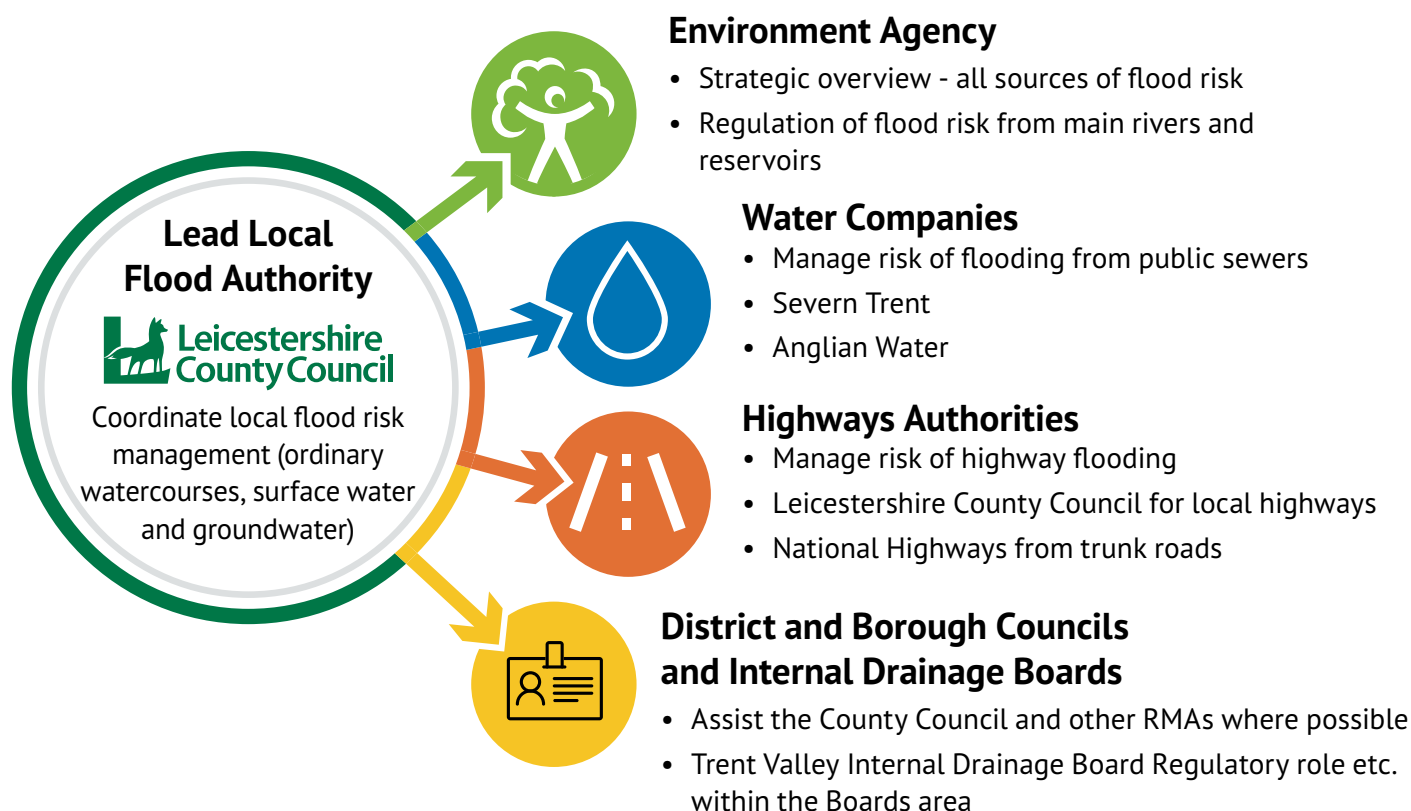 Lead Local
Flood Authority
Leicestershire
County Council
Coordinate local flood risk
management (ordinary
watercourses, surface water
and groundwater)
Environment Agency
• Strategic overview - all sources of flood risk
• Regulation of flood risk from main rivers and
reservoirs
Water Companies
• Manage risk of flooding from public sewers
• Severn Trent
• Anglian Water
Highways Authorities
• Manage risk of highway flooding
• Leicestershire County Council for local highways
• National Highways from trunk roads
District and Borough Councils
and Internal Drainage Boards
• Assist the County Council and other RMAs where possible
• Trent Valley Internal Drainage Board Regulatory role etc.
within the Boards area